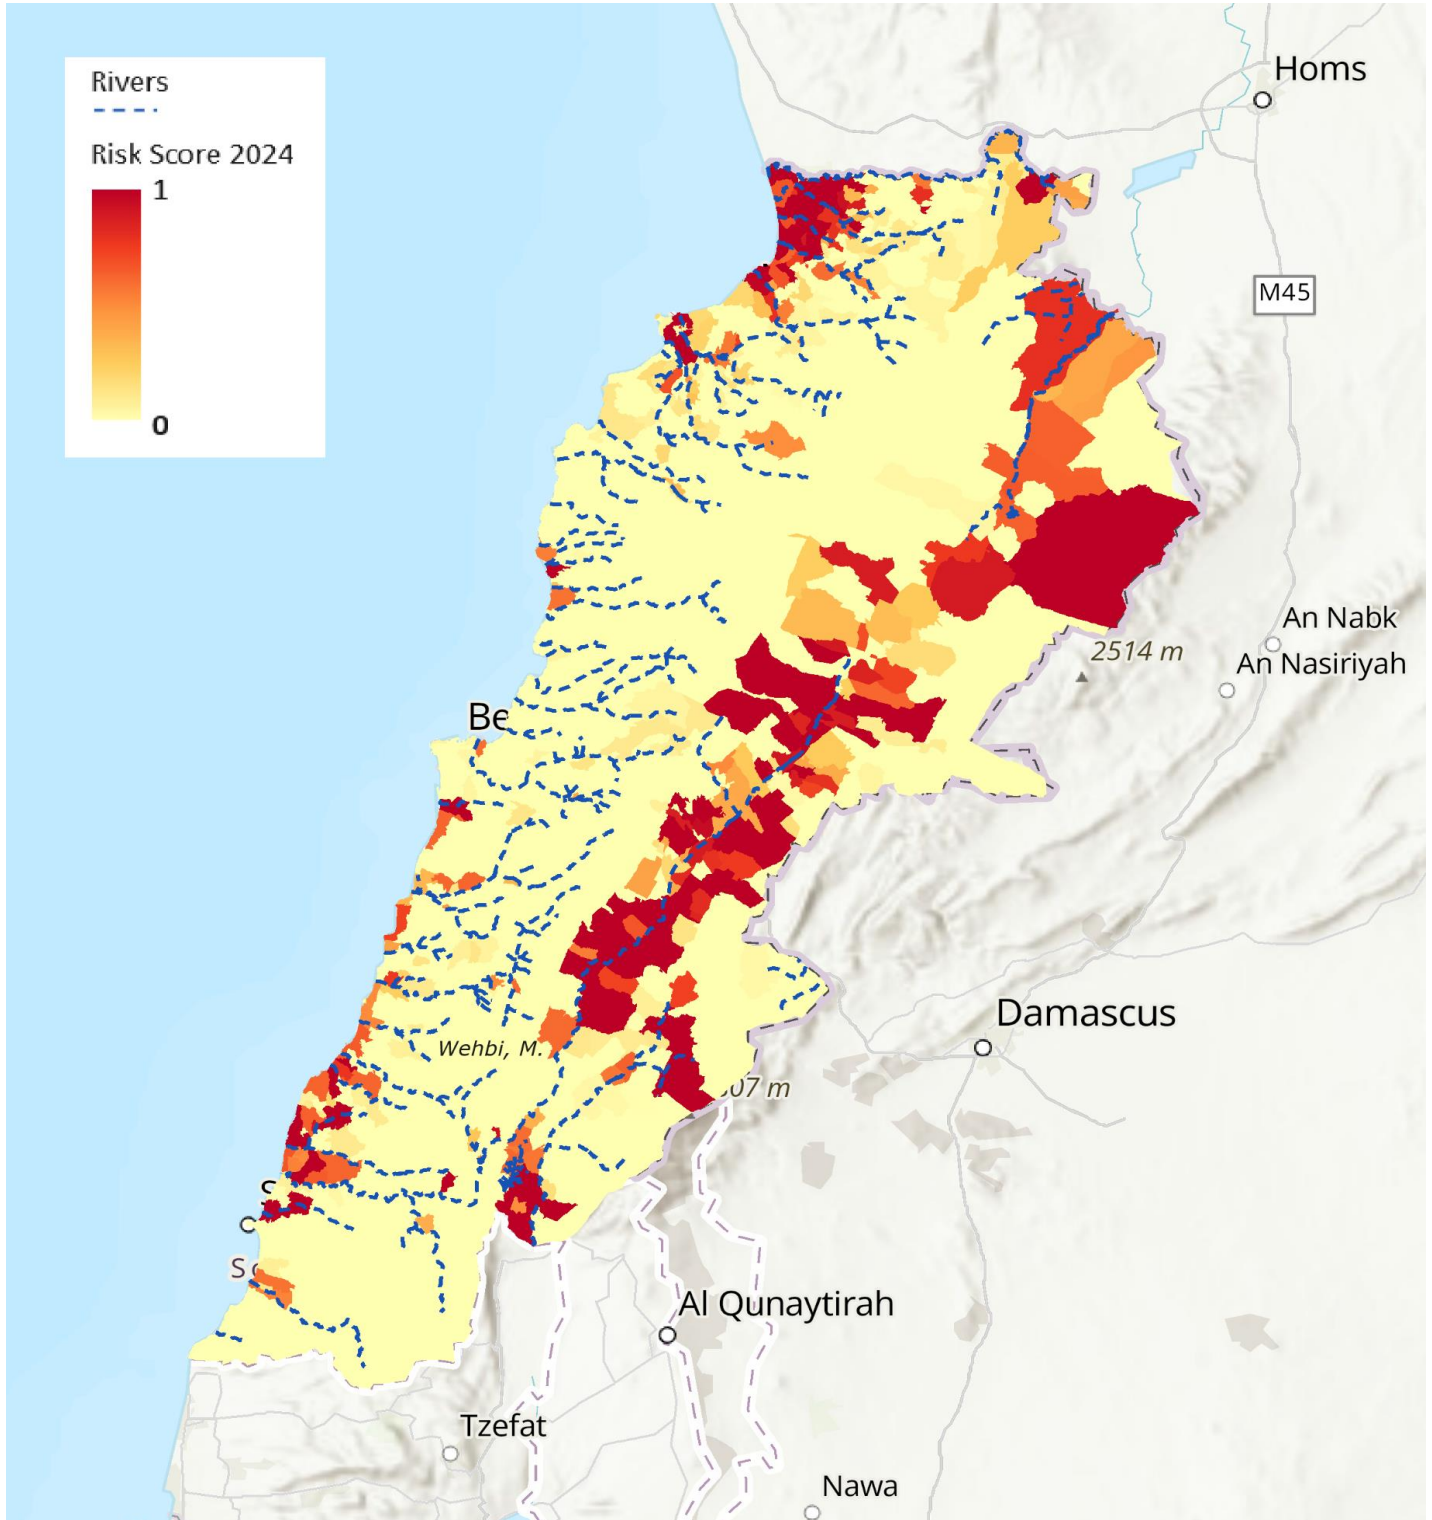 Rivers
Risk Score 2024
1
0
Homs
M45
An Nabk
2514 m
An Nasiriyah
Be
Damascus
Wehbi, M.
07 m
S
Al Qunaytirah
Tzefat
Nawa